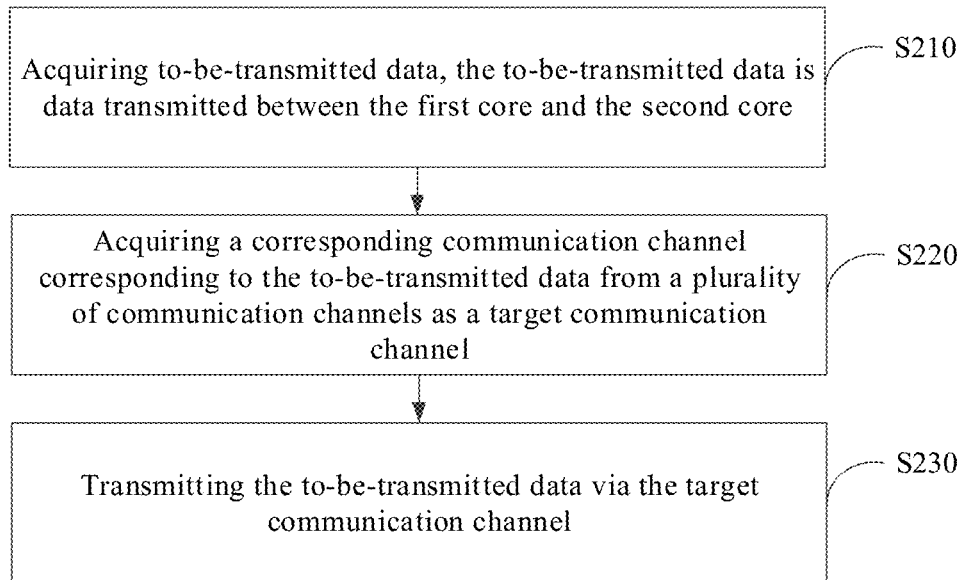 Acquiring to-be-transmitted data, the to-be-transmitted data is
data transmitted between the first core and the second core
S210
Acquiring a corresponding communication channel
corresponding to the to-be-transmitted data from a plurality
of communication channels as a target communication
channel
S220
Transmitting the to-be-transmitted data via the target
communication channel
S230